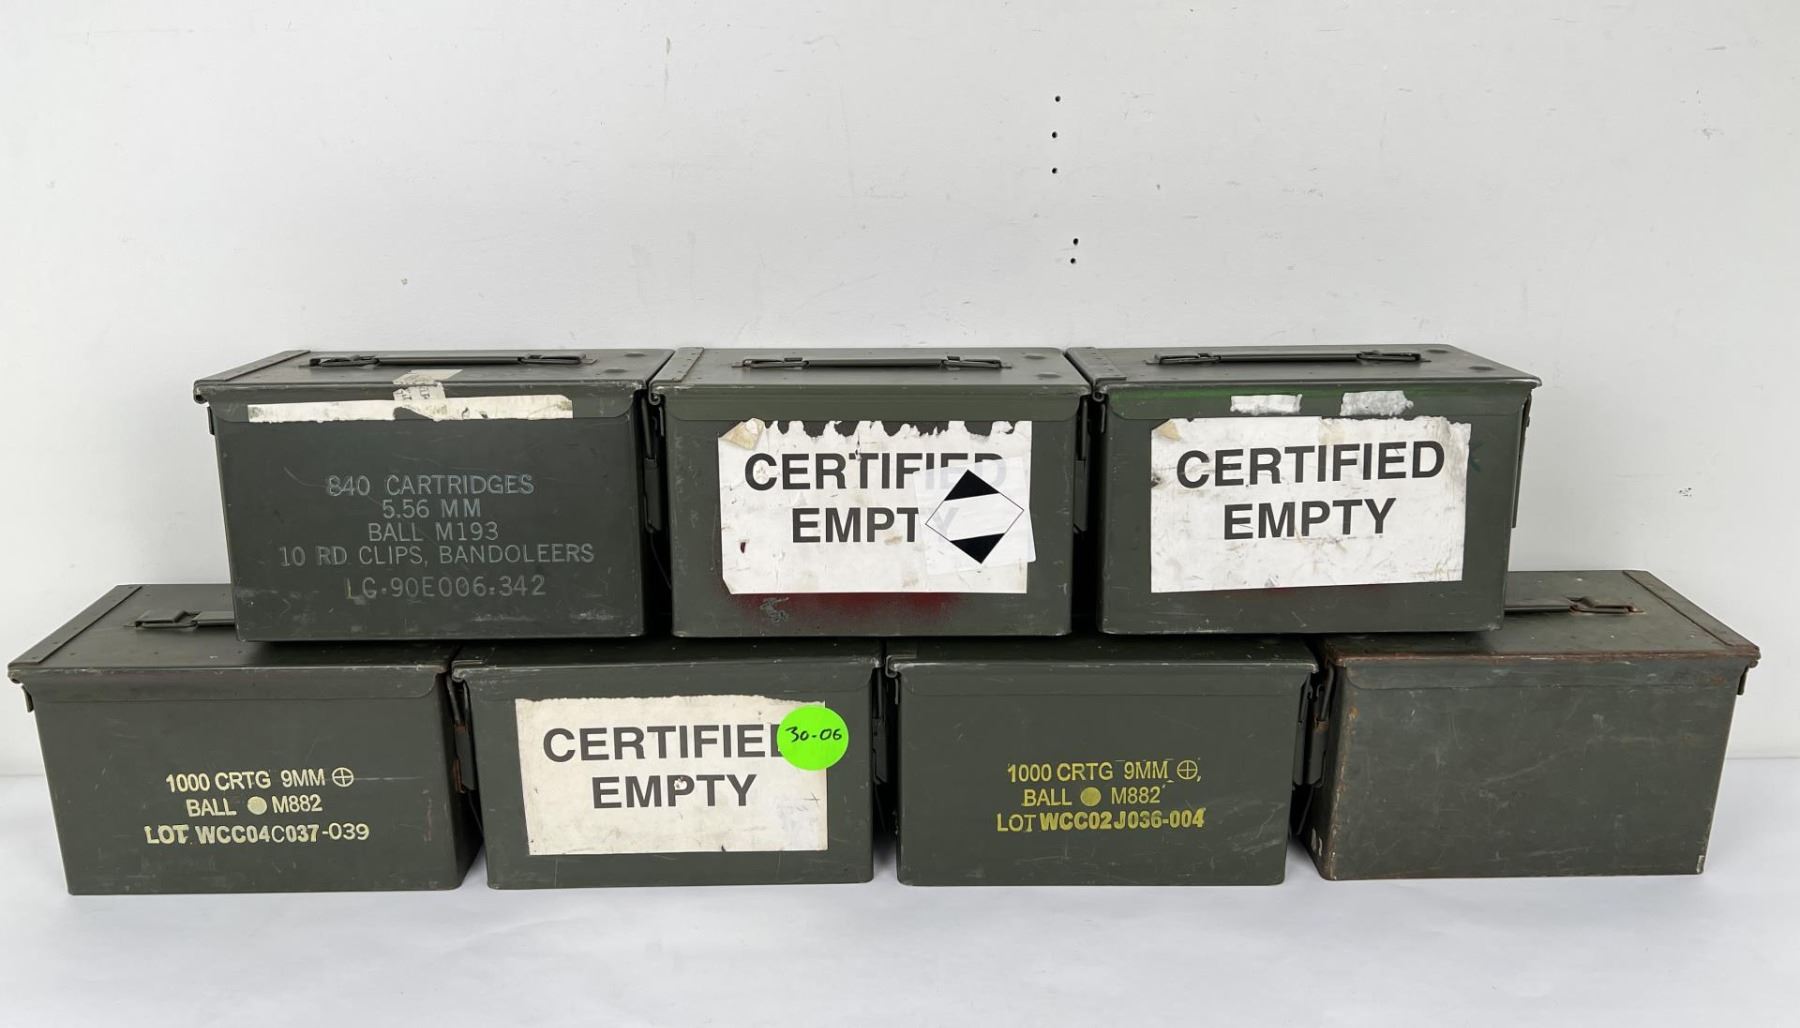 840 CARTRIDGES
5.56 MM
BALL M193
10 RD CLIPS, BANDOLEERS
LG-90E006-342
CERTIFIED
EMPTY
CERTIFIED
EMPTY
1000 CRTG 9MM
BALL M882
LOT WCC04C037-039
CERTIFIED
EMPTY
30-06
1000 CRTG 9MM
BALL M882
LOT WCC02J036-004